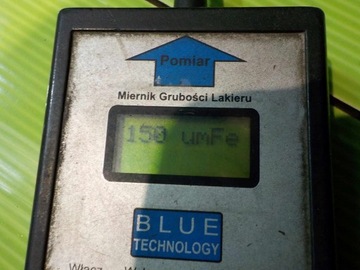 Pomiar
Miernik Grubości Lakieru
150 umFe
BLUE
TECHNOLOGY